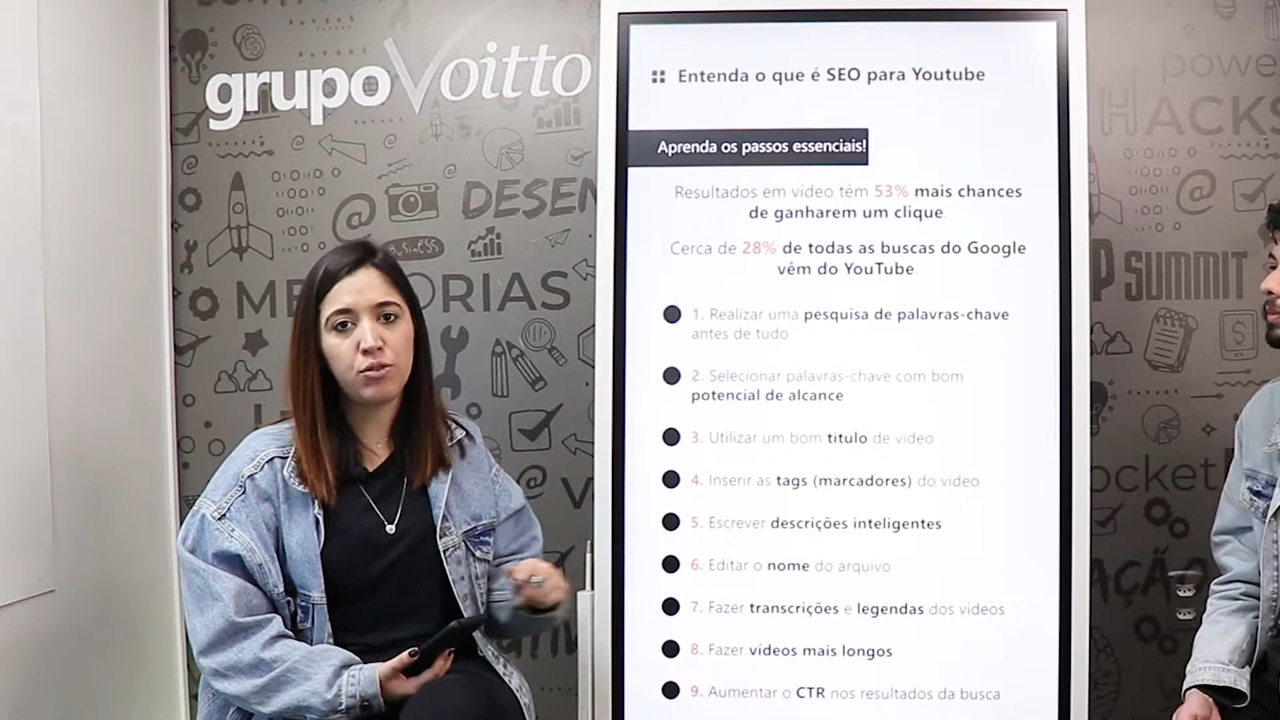 grupo Voitto
DESEN
BUSINESS
MEMÓRIAS
HACKS
SUMMIT
Entenda o que é SEO para Youtube
Aprenda os passos essenciais!
Resultados em vídeo têm 53% mais chances
de ganharem um clique.
Cerca de 28% de todas as buscas do Google
vêm do YouTube.
1. Realizar uma pesquisa de palavras-chave
antes de tudo
2. Selecionar palavras-chave com bom
potencial de alcance
3. Utilizar um bom título de vídeo
4. Inserir as tags (marcadores) do vídeo
5. Escrever descrições inteligentes
6. Editar o nome do arquivo
7. Fazer transcrições e legendas dos vídeos
8. Fazer vídeos mais longos
9. Aumentar o CTR nos resultados da busca